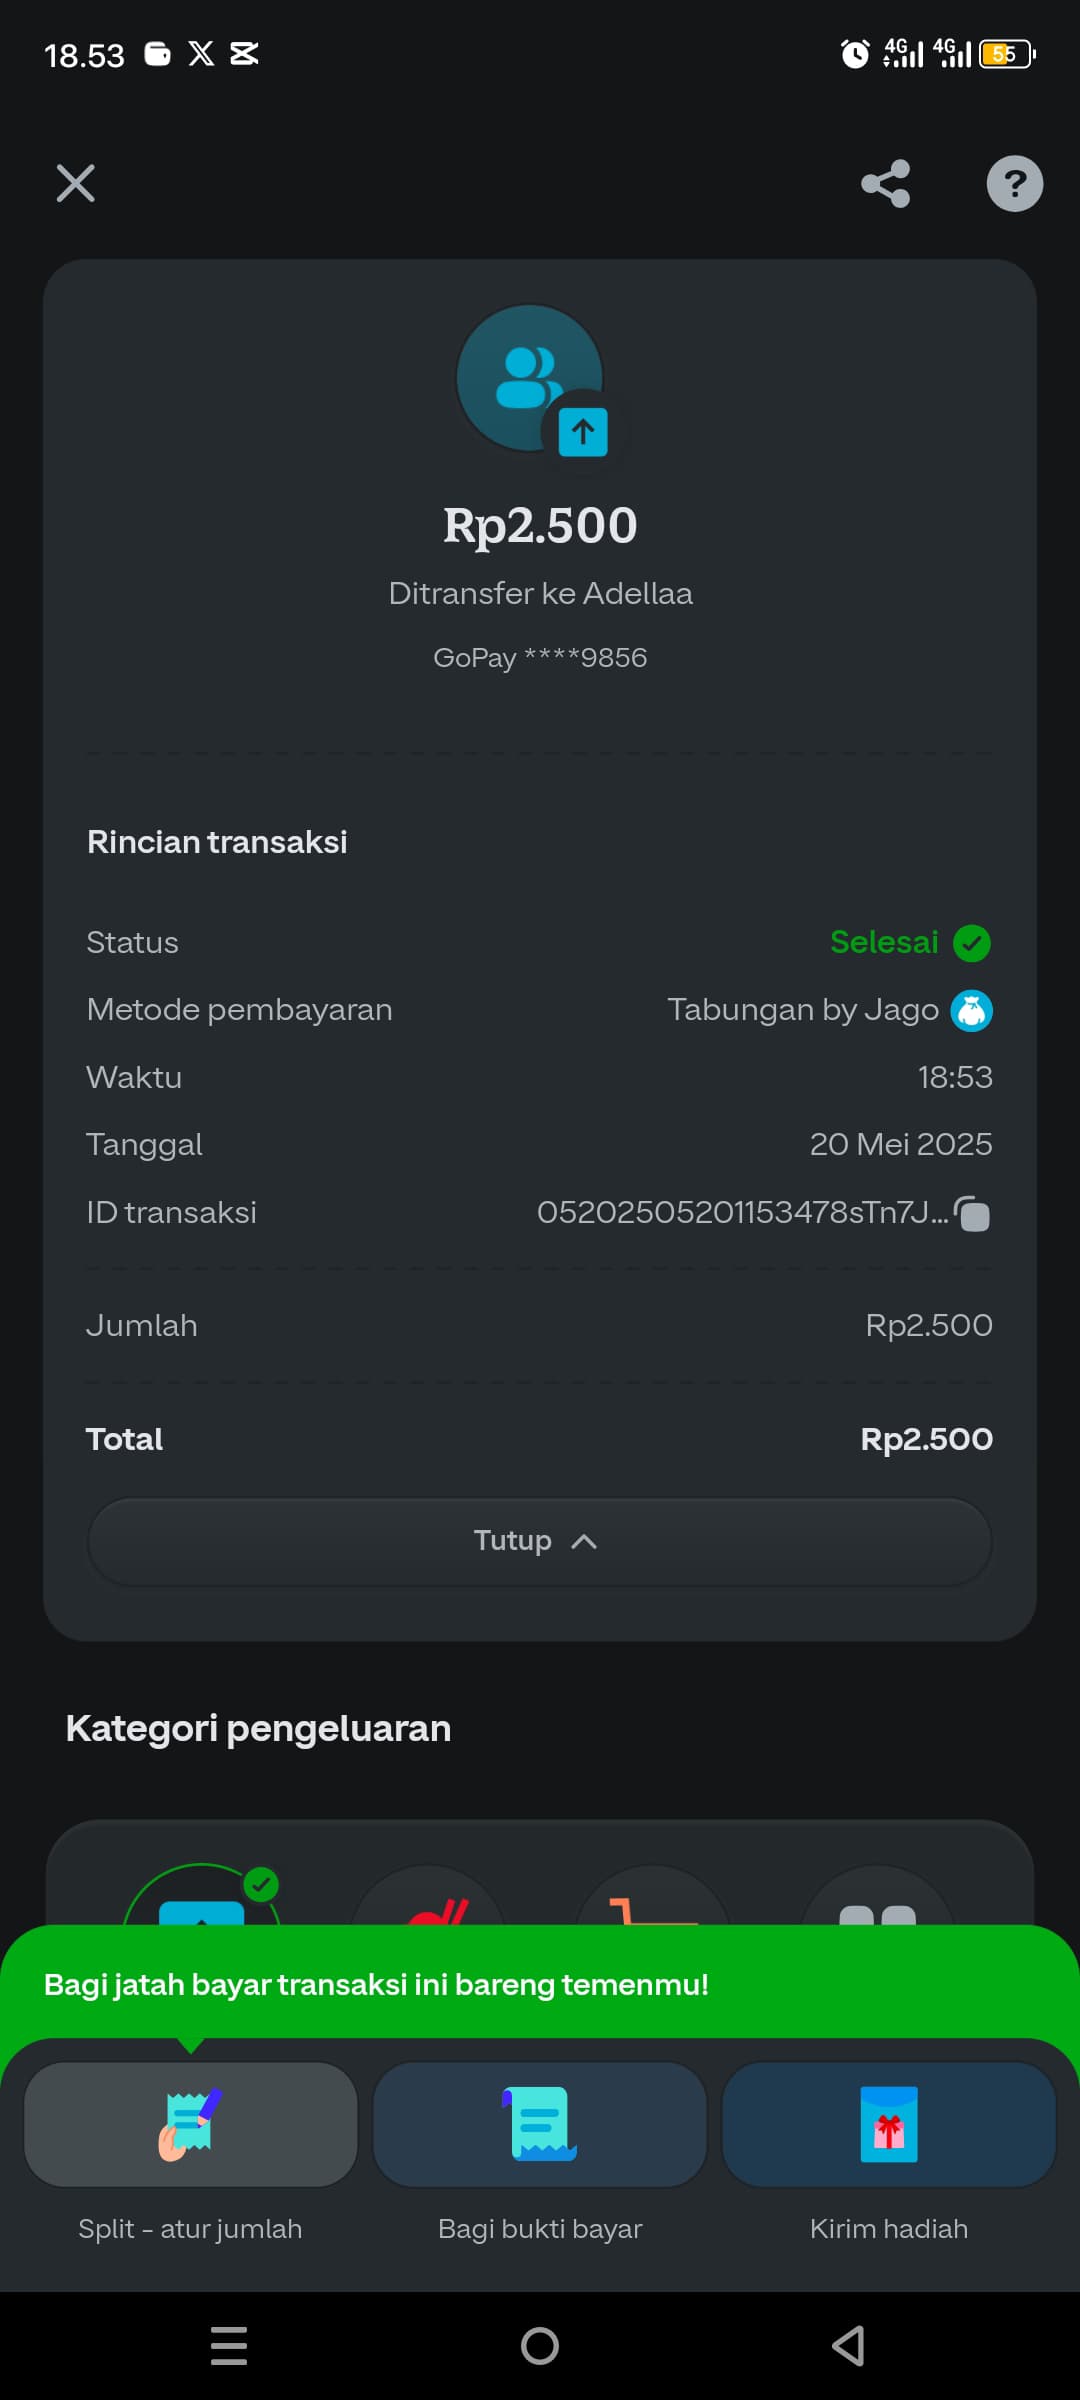 18.53
4G 4G 55
Rp2.500
Ditransfer ke Adellaa
GoPay ****9856
Rincian transaksi
Status Selesai
Metode pembayaran Tabungan by Jago
Waktu 18:53
Tanggal 20 Mei 2025
ID transaksi 05202505201153478sTn7J...
Jumlah Rp2.500
Total Rp2.500
Tutup
Kategori pengeluaran
Bagi jatah bayar transaksi ini bareng temenmu!
Split - atur jumlah Bagi bukti bayar Kirim hadiah